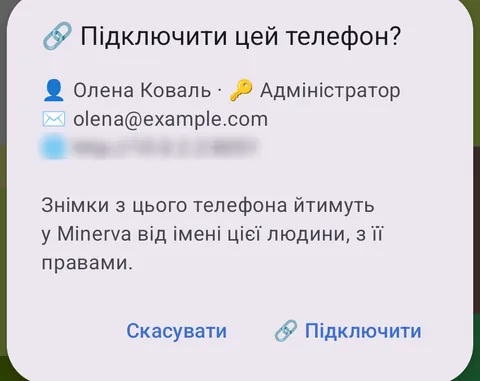 🔗 Підключити цей телефон?
👤 Олена Коваль · 🔑 Адміністратор
✉️ olena@example.com
Знімки з цього телефона йтимуть
у Minerva від імені цієї людини, з її
правами.
Скасувати 🔗 Підключити